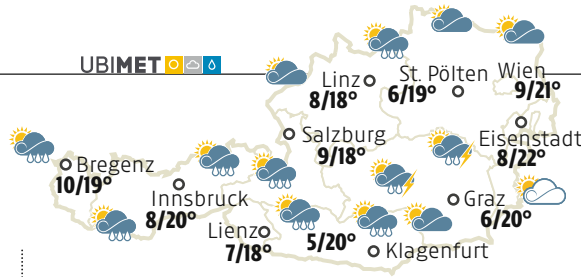 UBIMET
Linz
8/18°
St. Pölten
6/19°
Wien
9/21°
Salzburg
9/18°
Eisenstadt
8/22°
Bregenz
10/19°
Innsbruck
8/20°
Graz
6/20°
Lienz
7/18°
5/20°
Klagenfurt